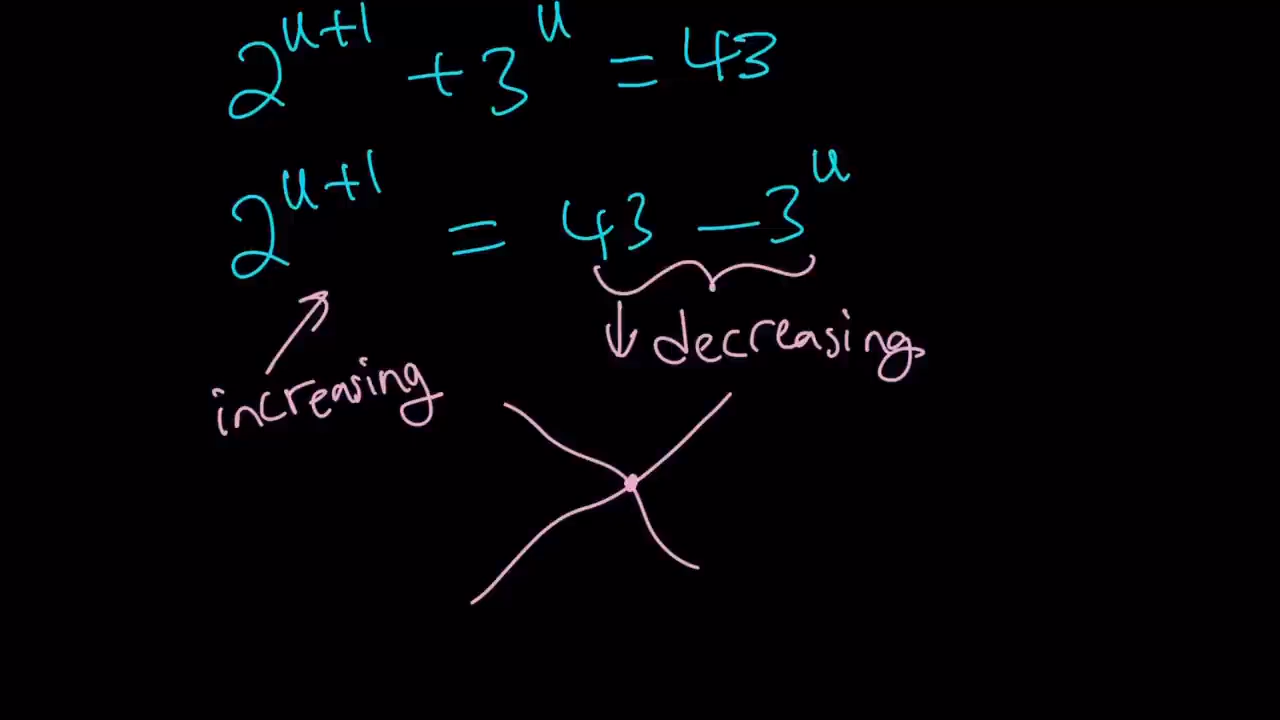 2^{u+1} + 3^u = 43
2^{u+1} = 43 - 3^u
increasing
↓ decreasing